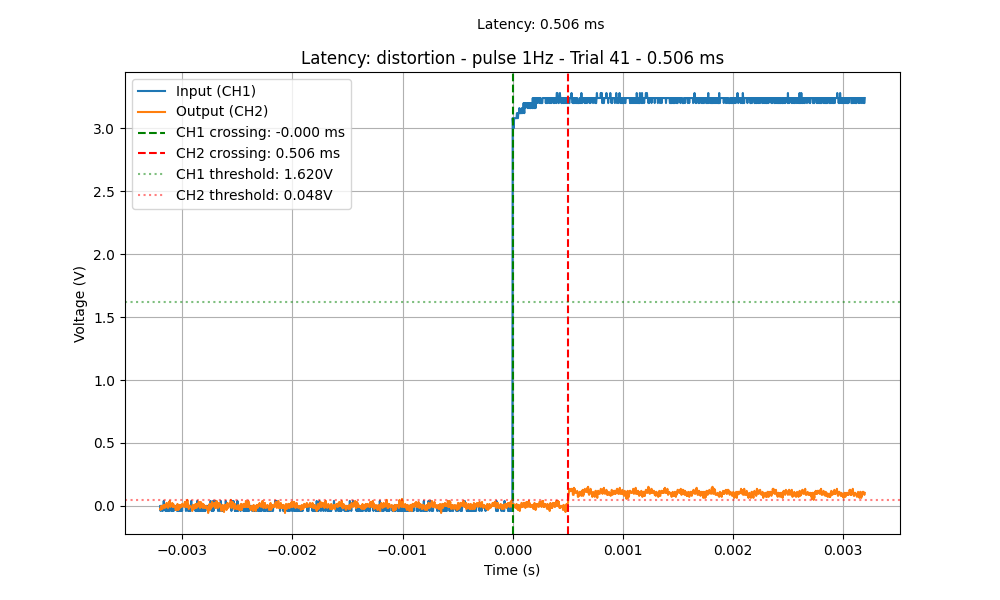 Latency: 0.506 ms
Latency: distortion - pulse 1Hz - Trial 41 - 0.506 ms
Input (CH1)
Output (CH2)
CH1 crossing: -0.000 ms
CH2 crossing: 0.506 ms
CH1 threshold: 1.620V
CH2 threshold: 0.048V
Voltage (V)
3.0
2.5
2.0
1.5
1.0
0.5
0.0
−0.003 −0.002 −0.001 0.000 0.001 0.002 0.003
Time (s)